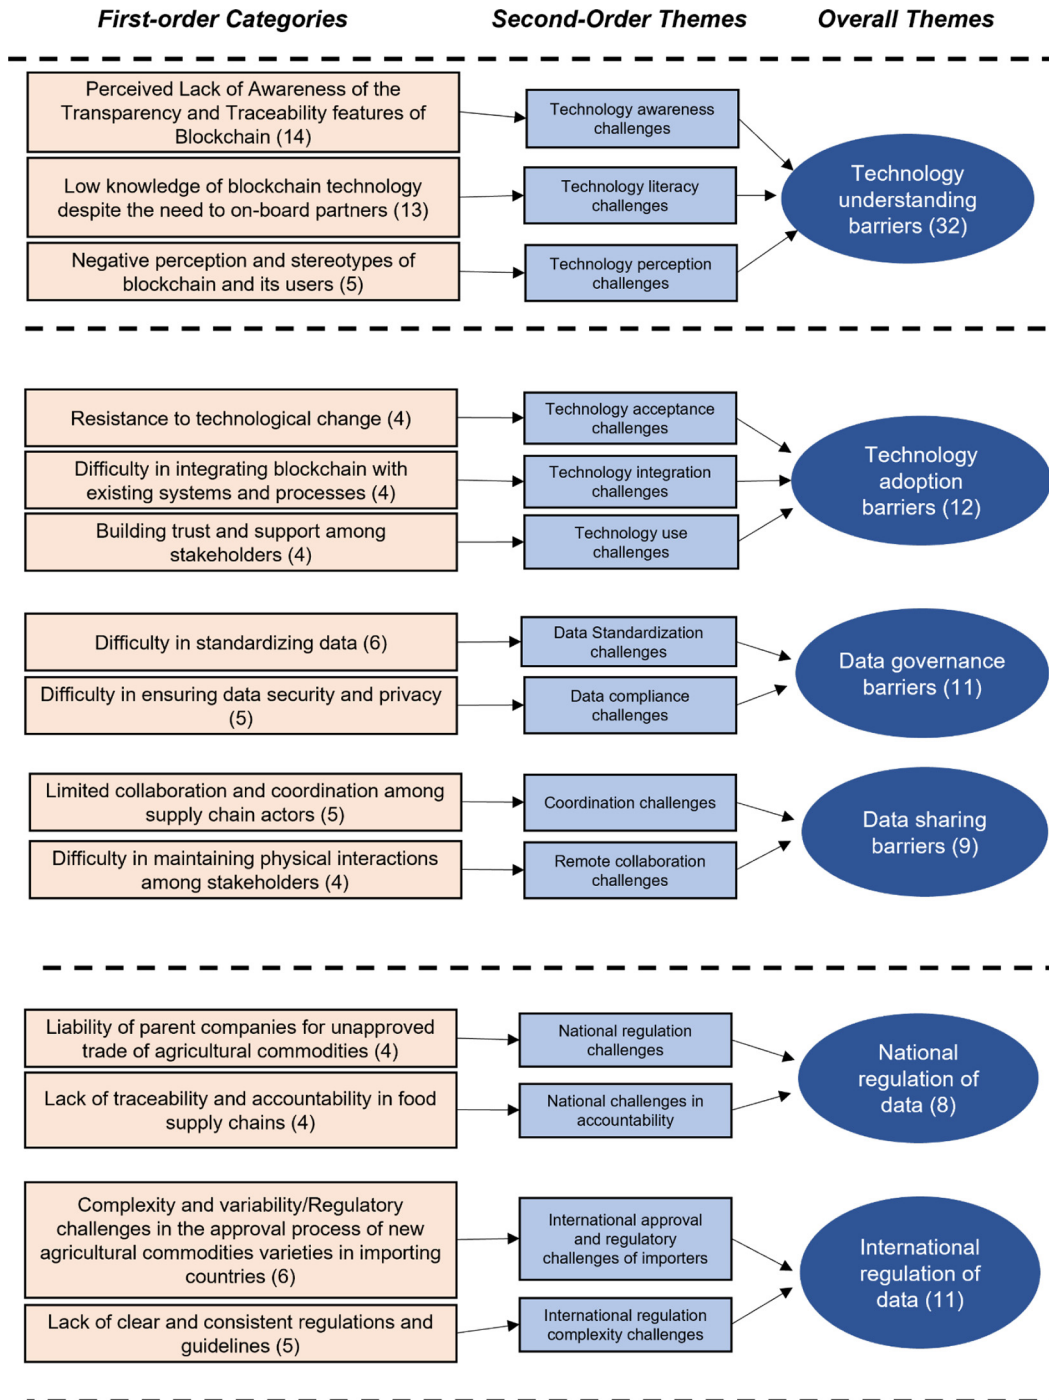 First-order Categories
Second-Order Themes
Overall Themes
Perceived Lack of Awareness of the
Transparency and Traceability features of
Blockchain (14)
Technology awareness
challenges
Low knowledge of blockchain technology
despite the need to on-board partners (13)
Technology literacy
challenges
Negative perception and stereotypes of
blockchain and its users (5)
Technology perception
challenges
Technology
understanding
barriers (32)
Resistance to technological change (4)
Technology acceptance
challenges
Difficulty in integrating blockchain with
existing systems and processes (4)
Technology integration
challenges
Building trust and support among
stakeholders (4)
Technology use
challenges
Technology
adoption
barriers (12)
Difficulty in standardizing data (6)
Data Standardization
challenges
Difficulty in ensuring data security and privacy
(5)
Data compliance
challenges
Data governance
barriers (11)
Limited collaboration and coordination among
supply chain actors (5)
Coordination challenges
Difficulty in maintaining physical interactions
among stakeholders (4)
Remote collaboration
challenges
Data sharing
barriers (9)
Liability of parent companies for unapproved
trade of agricultural commodities (4)
National regulation
challenges
Lack of traceability and accountability in food
supply chains (4)
National challenges in
accountability
National
regulation of
data (8)
Complexity and variability/Regulatory
challenges in the approval process of new
agricultural commodities varieties in importing
countries (6)
International approval
and regulatory
challenges of importers
Lack of clear and consistent regulations and
guidelines (5)
International regulation
complexity challenges
International
regulation of
data (11)